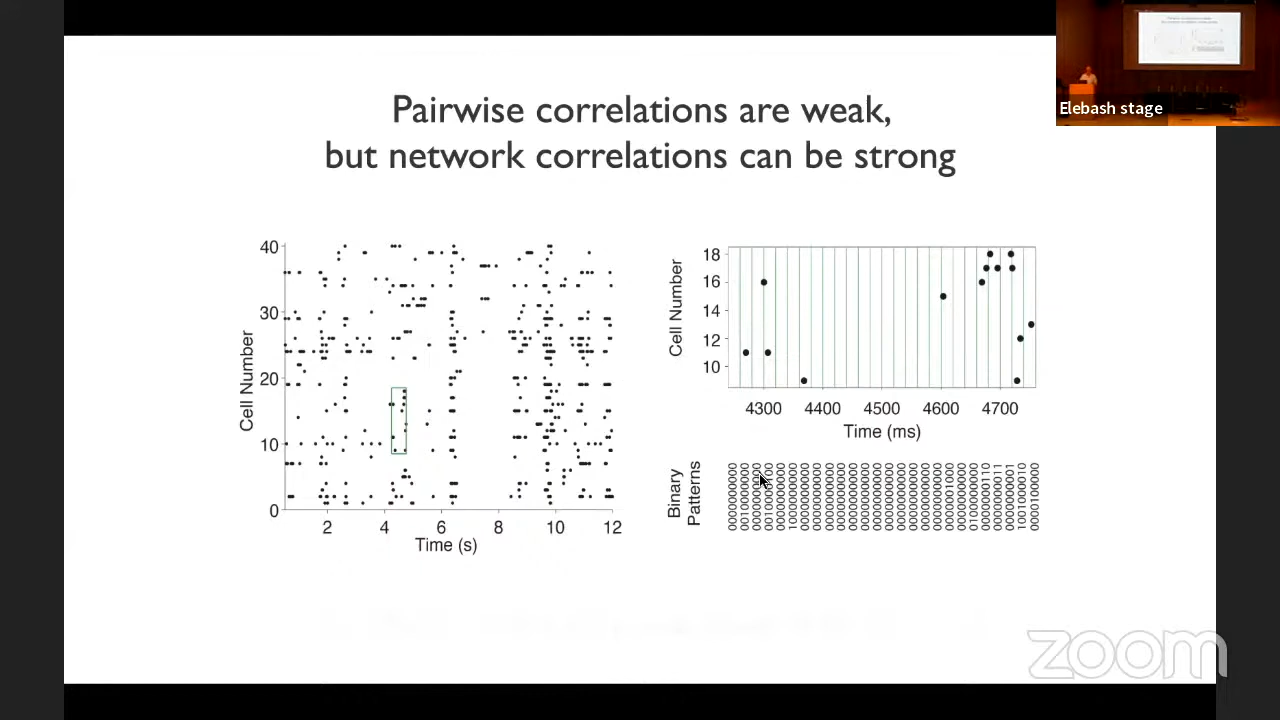 Elebash stage
Pairwise correlations are weak,
but network correlations can be strong
40
30
20
10
0
Cell Number
2 4 6 8 10 12
Time (s)
18
16
14
12
10
Cell Number
4300 4400 4500 4600 4700
Time (ms)
Binary
Patterns
zoom